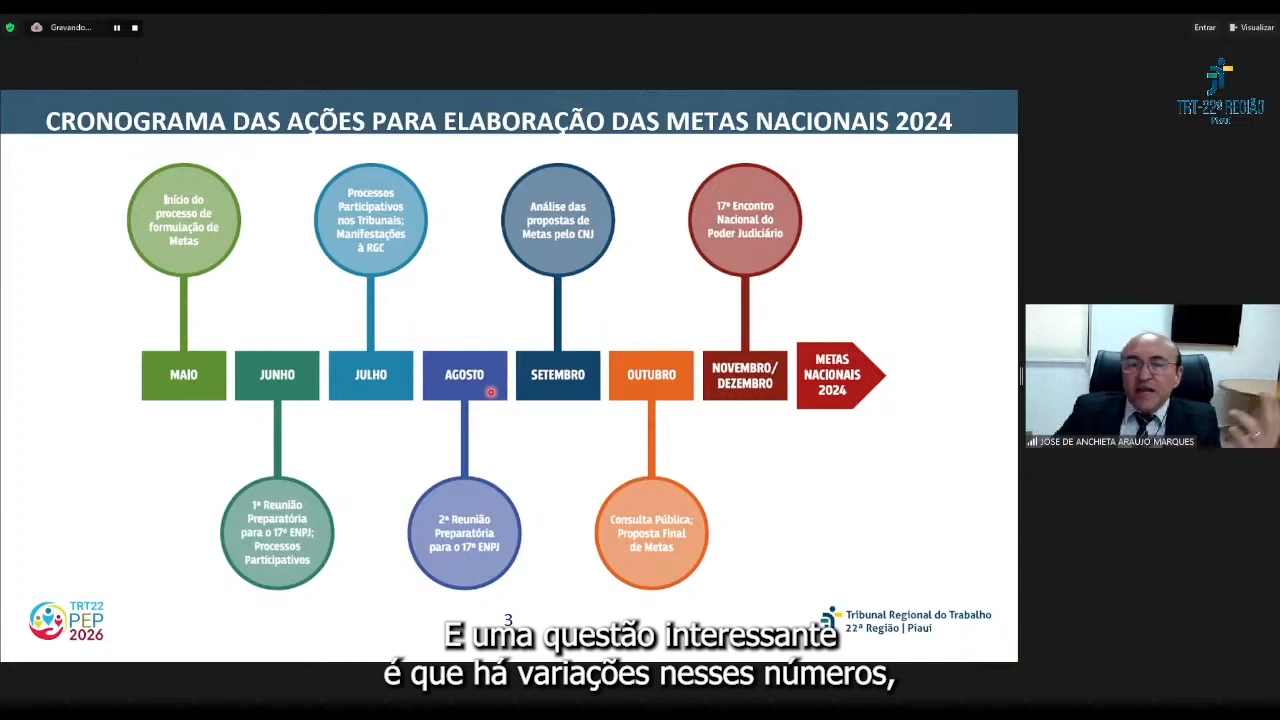 Gravando...
Entrar
Visualizar
TRT-22ª REGIÃO
Piauí
CRONOGRAMA DAS AÇÕES PARA ELABORAÇÃO DAS METAS NACIONAIS 2024
Início do
processo de
formulação de
Metas
Processos
Participativos
nos Tribunais;
Manifestações
à RGC
Análise das
propostas de
Metas pelo CNJ
17º Encontro
Nacional do
Poder Judiciário
MAIO
JUNHO
JULHO
AGOSTO
SETEMBRO
OUTUBRO
NOVEMBRO/
DEZEMBRO
METAS
NACIONAIS
2024
1ª Reunião
Preparatória
para o 17º ENPJ;
Processos
Participativos
2ª Reunião
Preparatória
para o 17º ENPJ
Consulta Pública;
Proposta Final
de Metas
JOSE DE ANCHIETA ARAUJO MARQUES
TRT22
PEP
2026
3
Tribunal Regional do Trabalho
22ª Região | Piauí
E uma questão interessante
é que há variações nesses números,